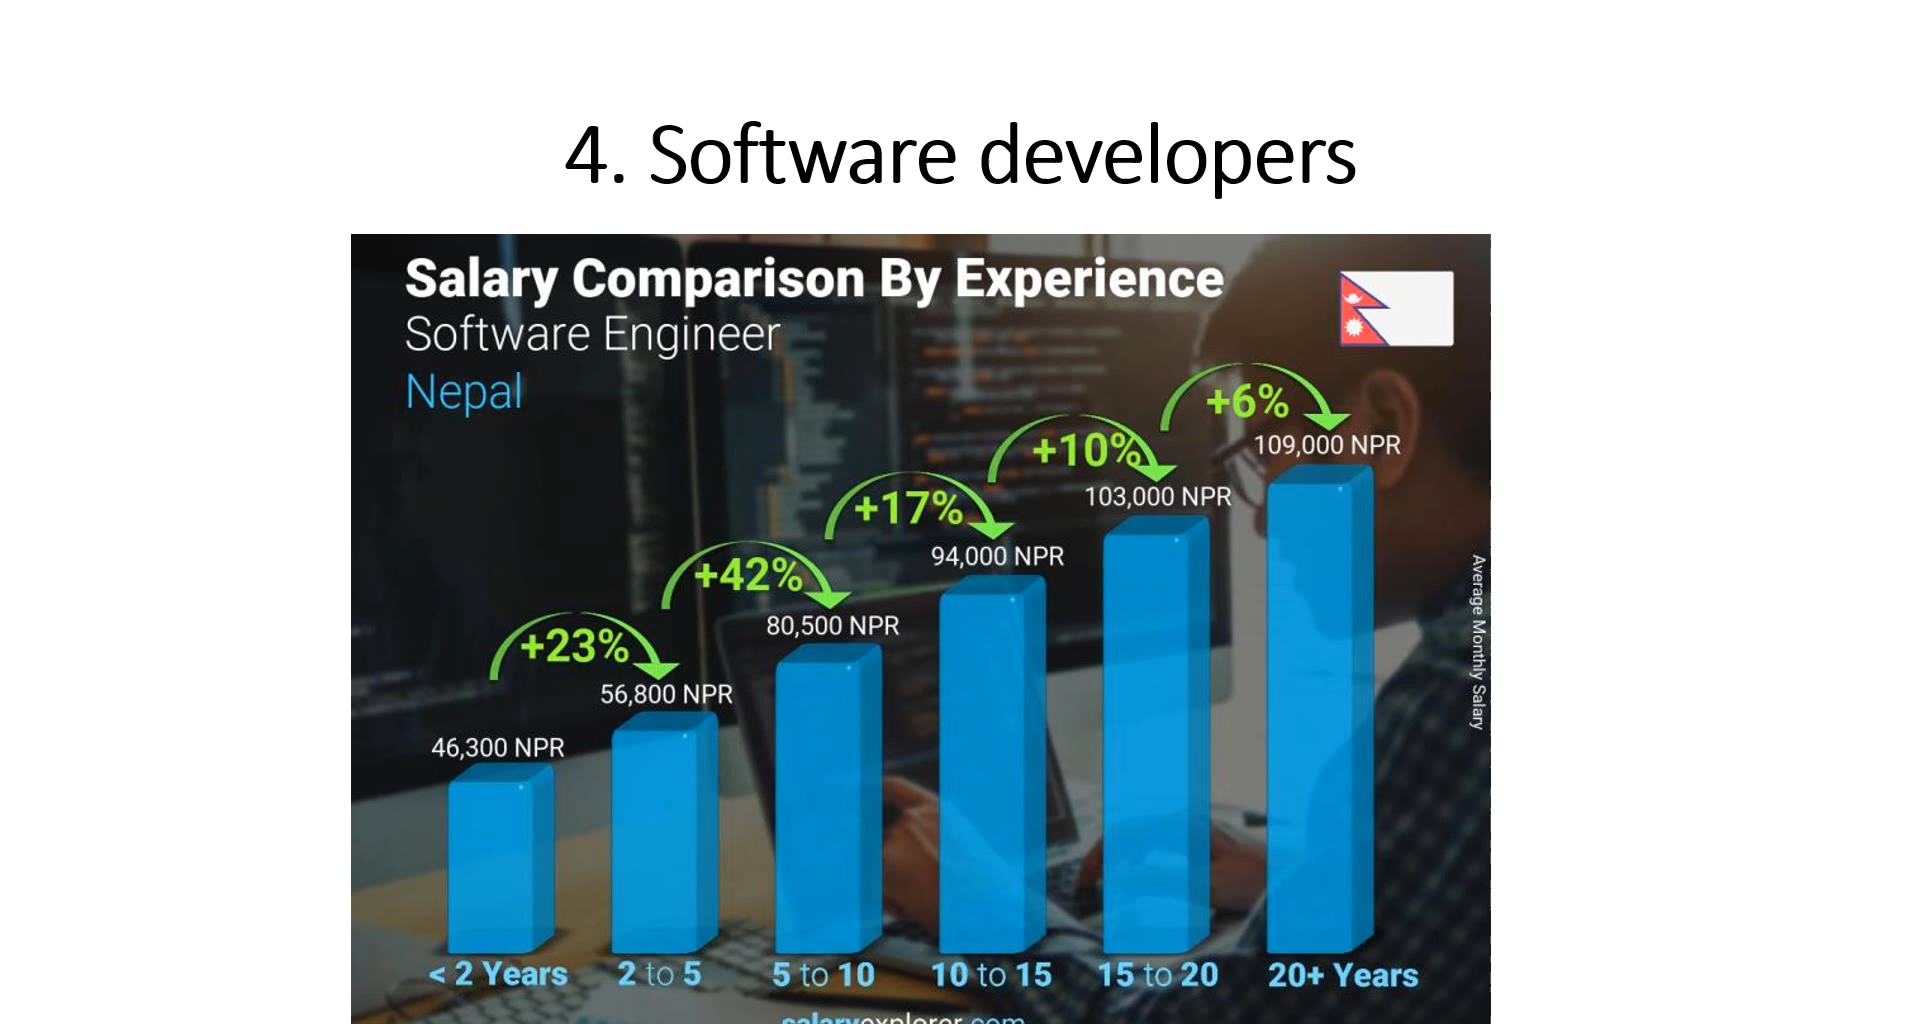 4. Software developers
Salary Comparison By Experience
Software Engineer
Nepal
+6%
109,000 NPR
+10%
103,000 NPR
+17%
94,000 NPR
+42%
80,500 NPR
+23%
56,800 NPR
46,300 NPR
Average Monthly Salary
< 2 Years
2 to 5
5 to 10
10 to 15
15 to 20
20+ Years
salaryexplorer.com